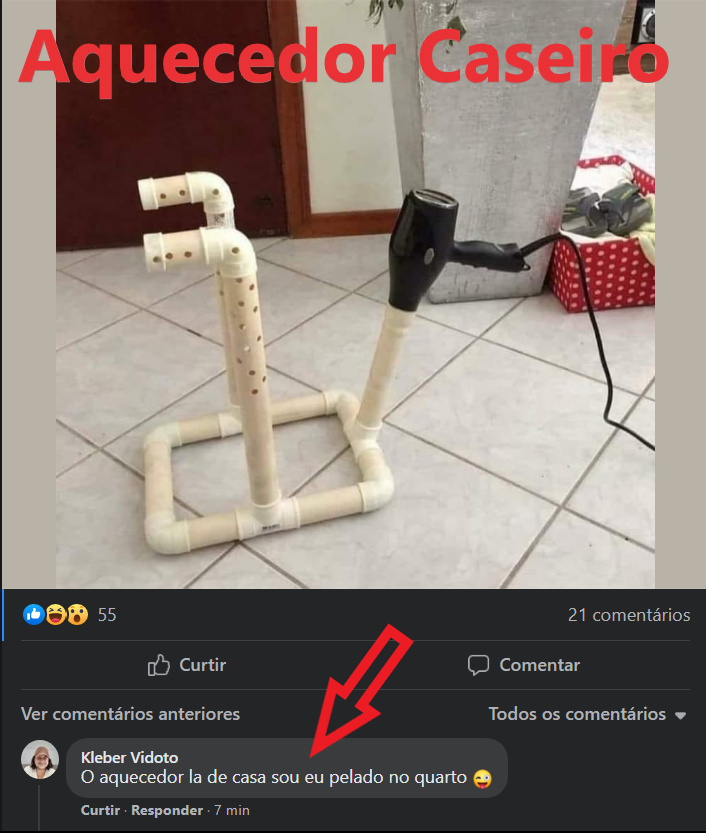 Aquecedor Caseiro
55
21 comentários
Curtir
Comentar
Ver comentários anteriores
Todos os comentários
Kleber Vidoto
O aquecedor la de casa sou eu pelado no quarto 😜
Curtir · Responder · 7 min